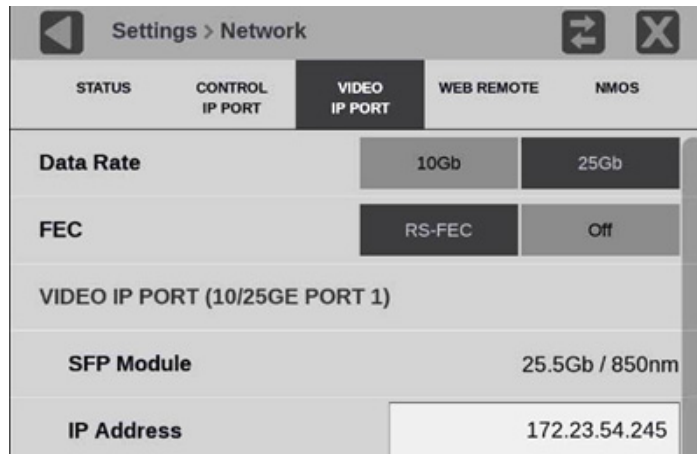 Settings > Network
STATUS
CONTROL
IP PORT
VIDEO
IP PORT
WEB REMOTE
NMOS
Data Rate 10Gb 25Gb
FEC RS-FEC Off
VIDEO IP PORT (10/25GE PORT 1)
SFP Module 25.5Gb / 850nm
IP Address 172.23.54.245